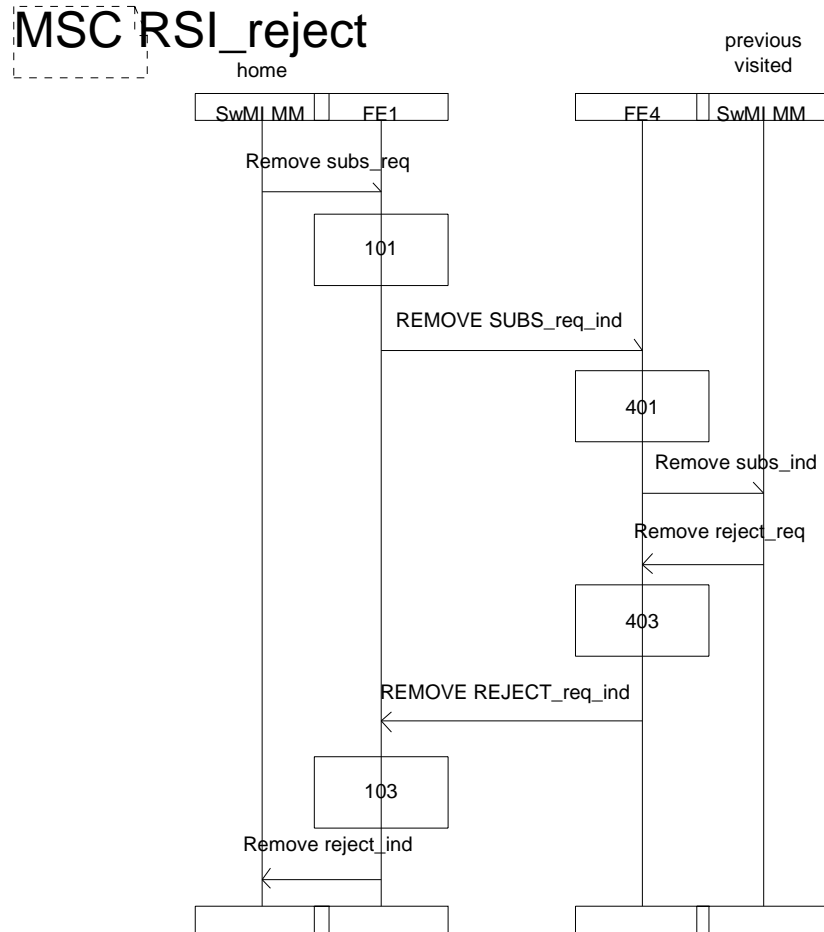 MSC RSI_reject
home
previous
visited
SwMI MM FE1 FE4 SwMI MM
Remove subs_req
101
REMOVE SUBS_req_ind
401
Remove subs_ind
Remove reject_req
403
REMOVE REJECT_req_ind
103
Remove reject_ind